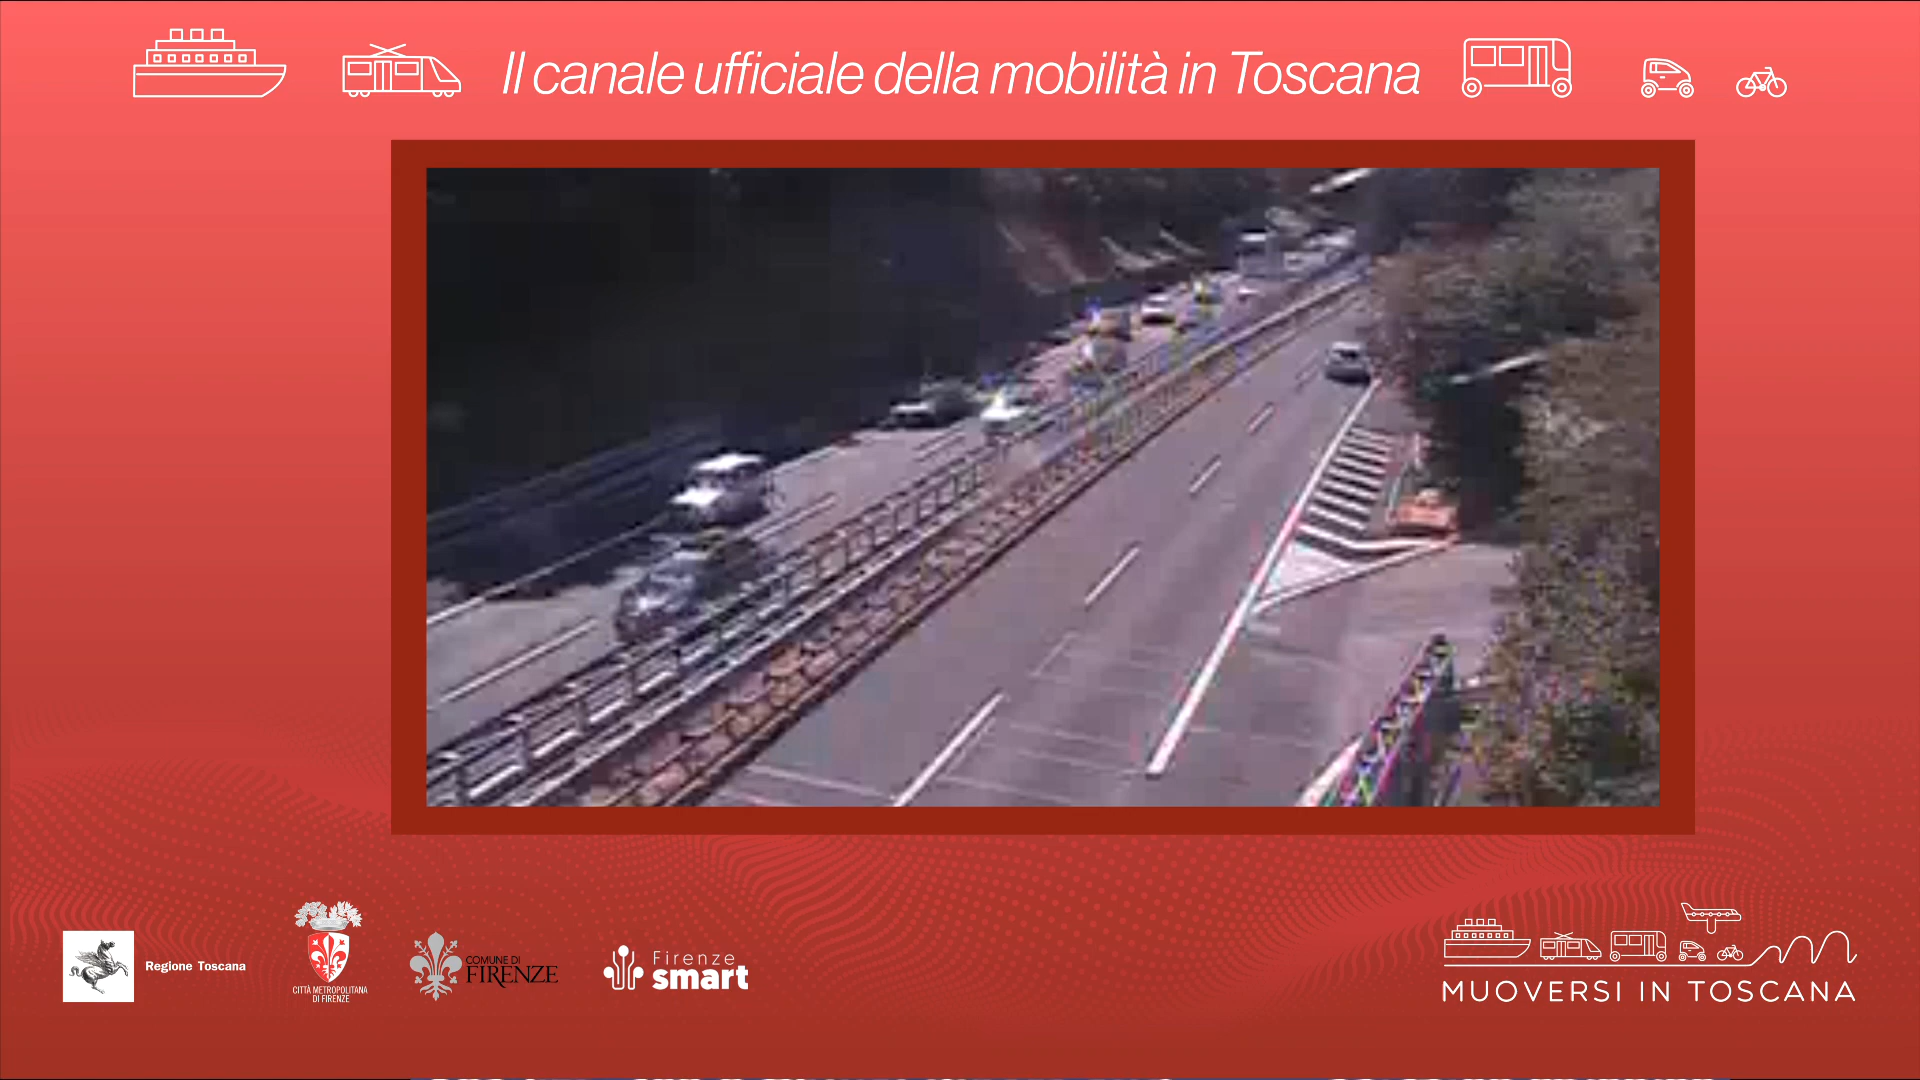 Il canale ufficiale della mobilità in Toscana
Regione Toscana
CITTÀ METROPOLITANA
DI FIRENZE
COMUNE DI
FIRENZE
Firenze
smart
MUOVERSI IN TOSCANA